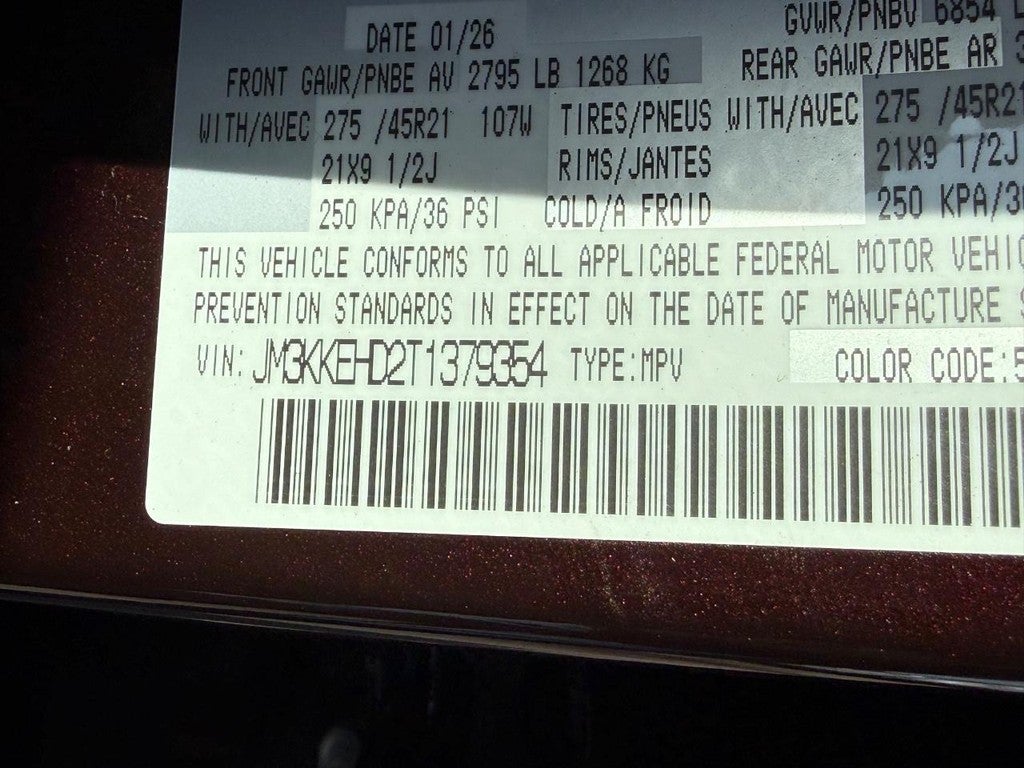 DATE 01/26 GVWR/PNBV 6854 L
FRONT GAWR/PNBE AV 2795 LB 1268 KG REAR GAWR/PNBE AR 3
WITH/AVEC 275 /45R21 107W TIRES/PNEUS WITH/AVEC 275 /45R21
21X9 1/2J RIMS/JANTES 21X9 1/2J
250 KPA/36 PSI COLD/A FROID 250 KPA/3
THIS VEHICLE CONFORMS TO ALL APPLICABLE FEDERAL MOTOR VEHIC
PREVENTION STANDARDS IN EFFECT ON THE DATE OF MANUFACTURE S
VIN: JM3KKEHD2T1379354 TYPE:MPV COLOR CODE:5